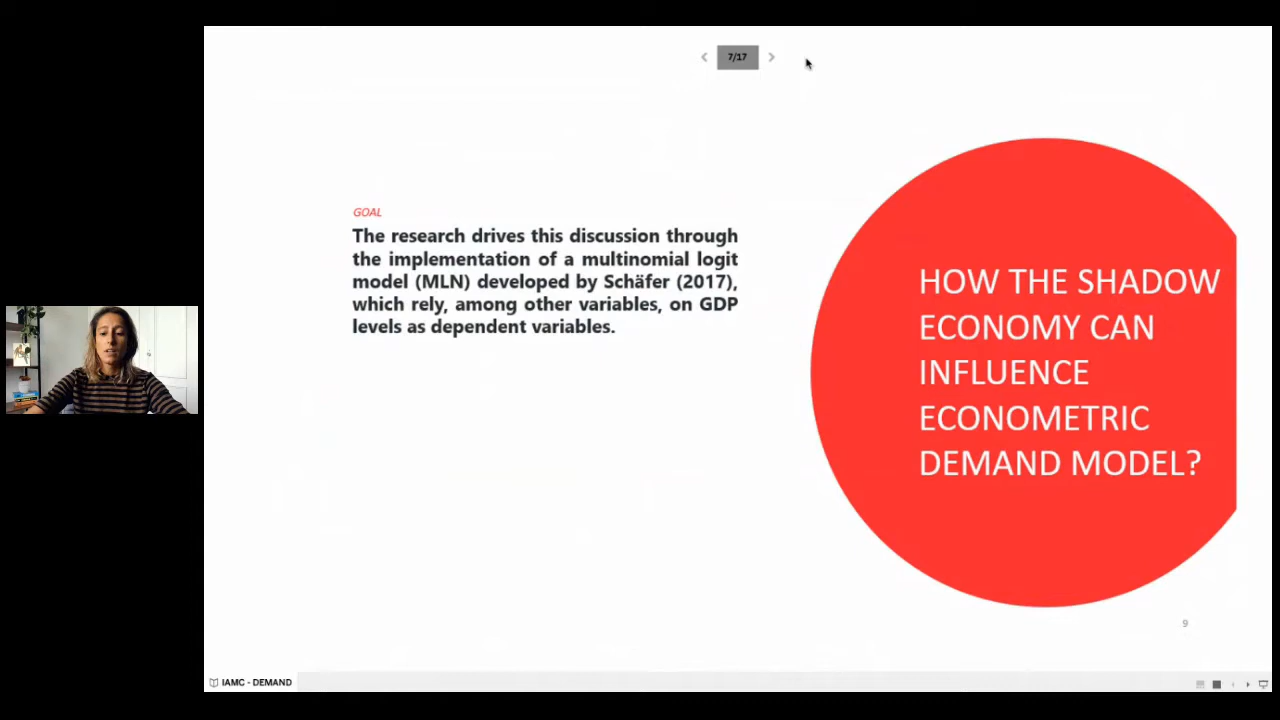 7/17
GOAL
The research drives this discussion through
the implementation of a multinomial logit
model (MLN) developed by Schäfer (2017),
which rely, among other variables, on GDP
levels as dependent variables.
HOW THE SHADOW
ECONOMY CAN
INFLUENCE
ECONOMETRIC
DEMAND MODEL?
9
IAMC - DEMAND